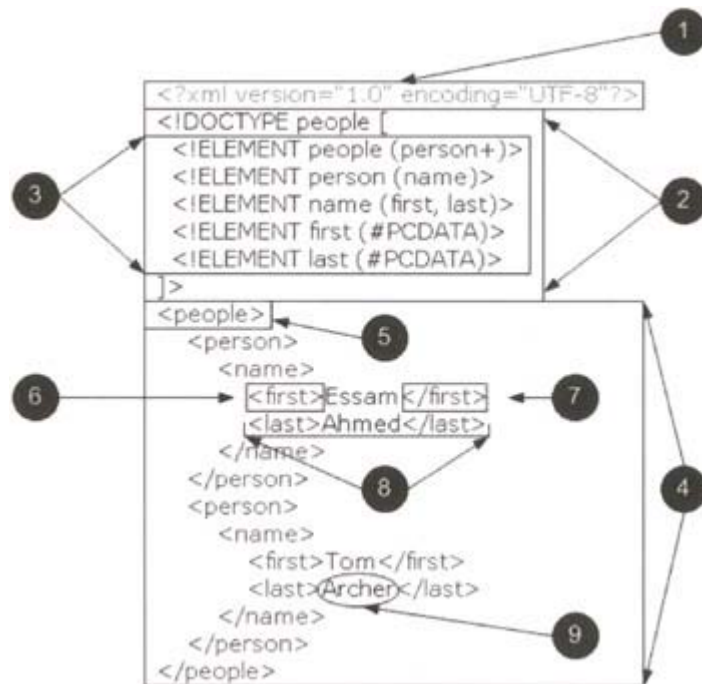 1
<?xml version="1.0" encoding="UTF-8"?>
<!DOCTYPE people [
<!ELEMENT people (person+)>
3
<!ELEMENT person (name)>
2
<!ELEMENT name (first, last)>
<!ELEMENT first (#PCDATA)>
<!ELEMENT last (#PCDATA)>
]>
<people>
5
<person>
<name>
6
<first>Essam</first>
7
<last>Ahmed</last>
</name>
8
</person>
4
<person>
<name>
<first>Tom</first>
<last>Archer</last>
</name>
9
</person>
</people>